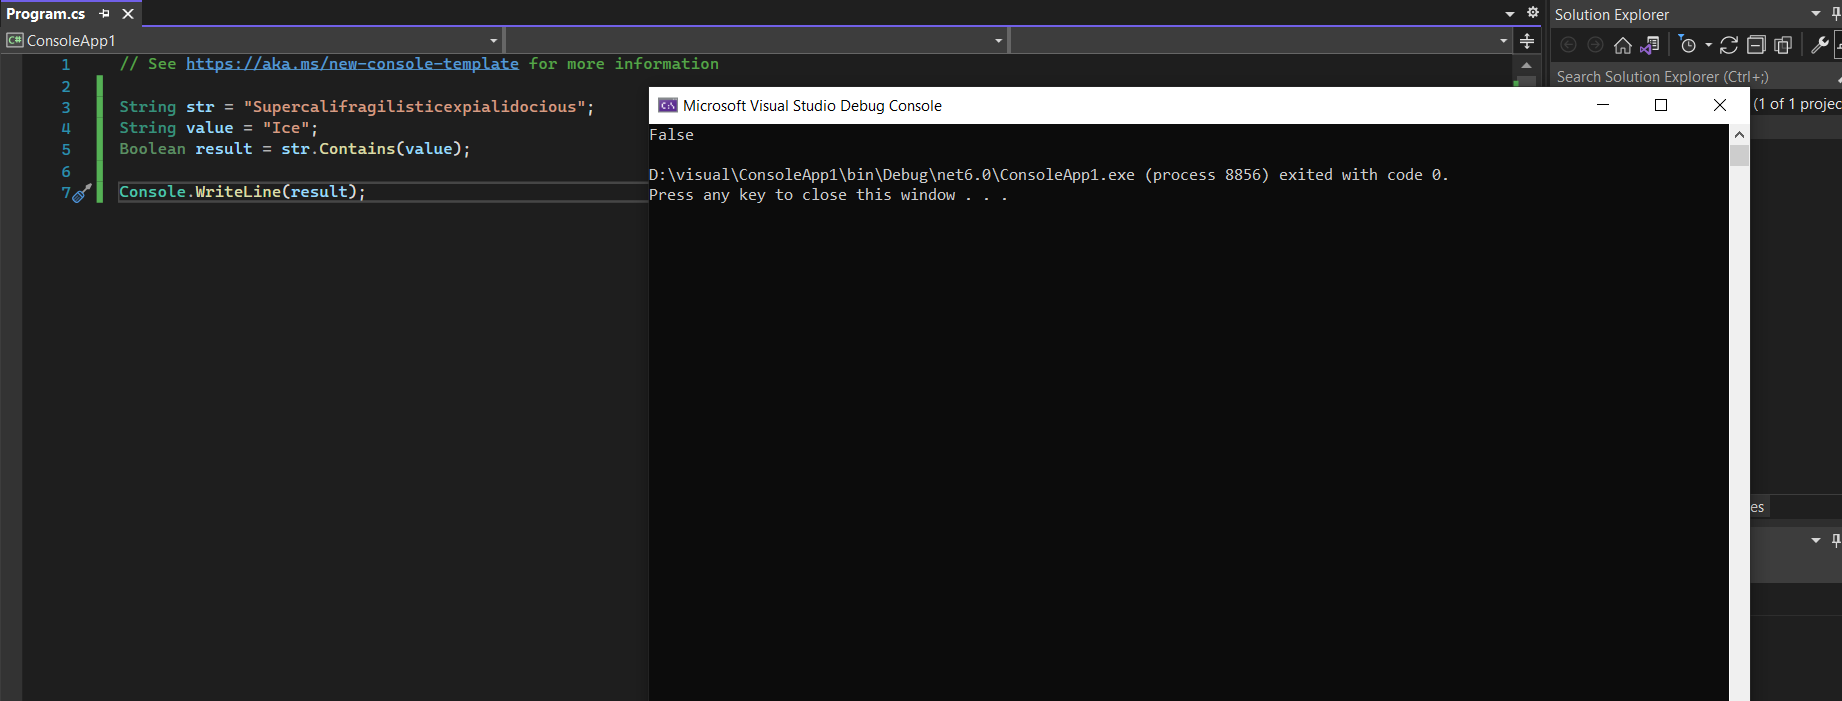 Program.cs
Solution Explorer
C# ConsoleApp1
Search Solution Explorer (Ctrl+;)
1 // See https://aka.ms/new-console-template for more information
2
3 String str = "Supercalifragilisticexpialidocious";
4 String value = "Ice";
5 Boolean result = str.Contains(value);
6
7 Console.WriteLine(result);
C:\ Microsoft Visual Studio Debug Console
(1 of 1 projec
False
D:\visual\ConsoleApp1\bin\Debug\net6.0\ConsoleApp1.exe (process 8856) exited with code 0.
Press any key to close this window . . .
es